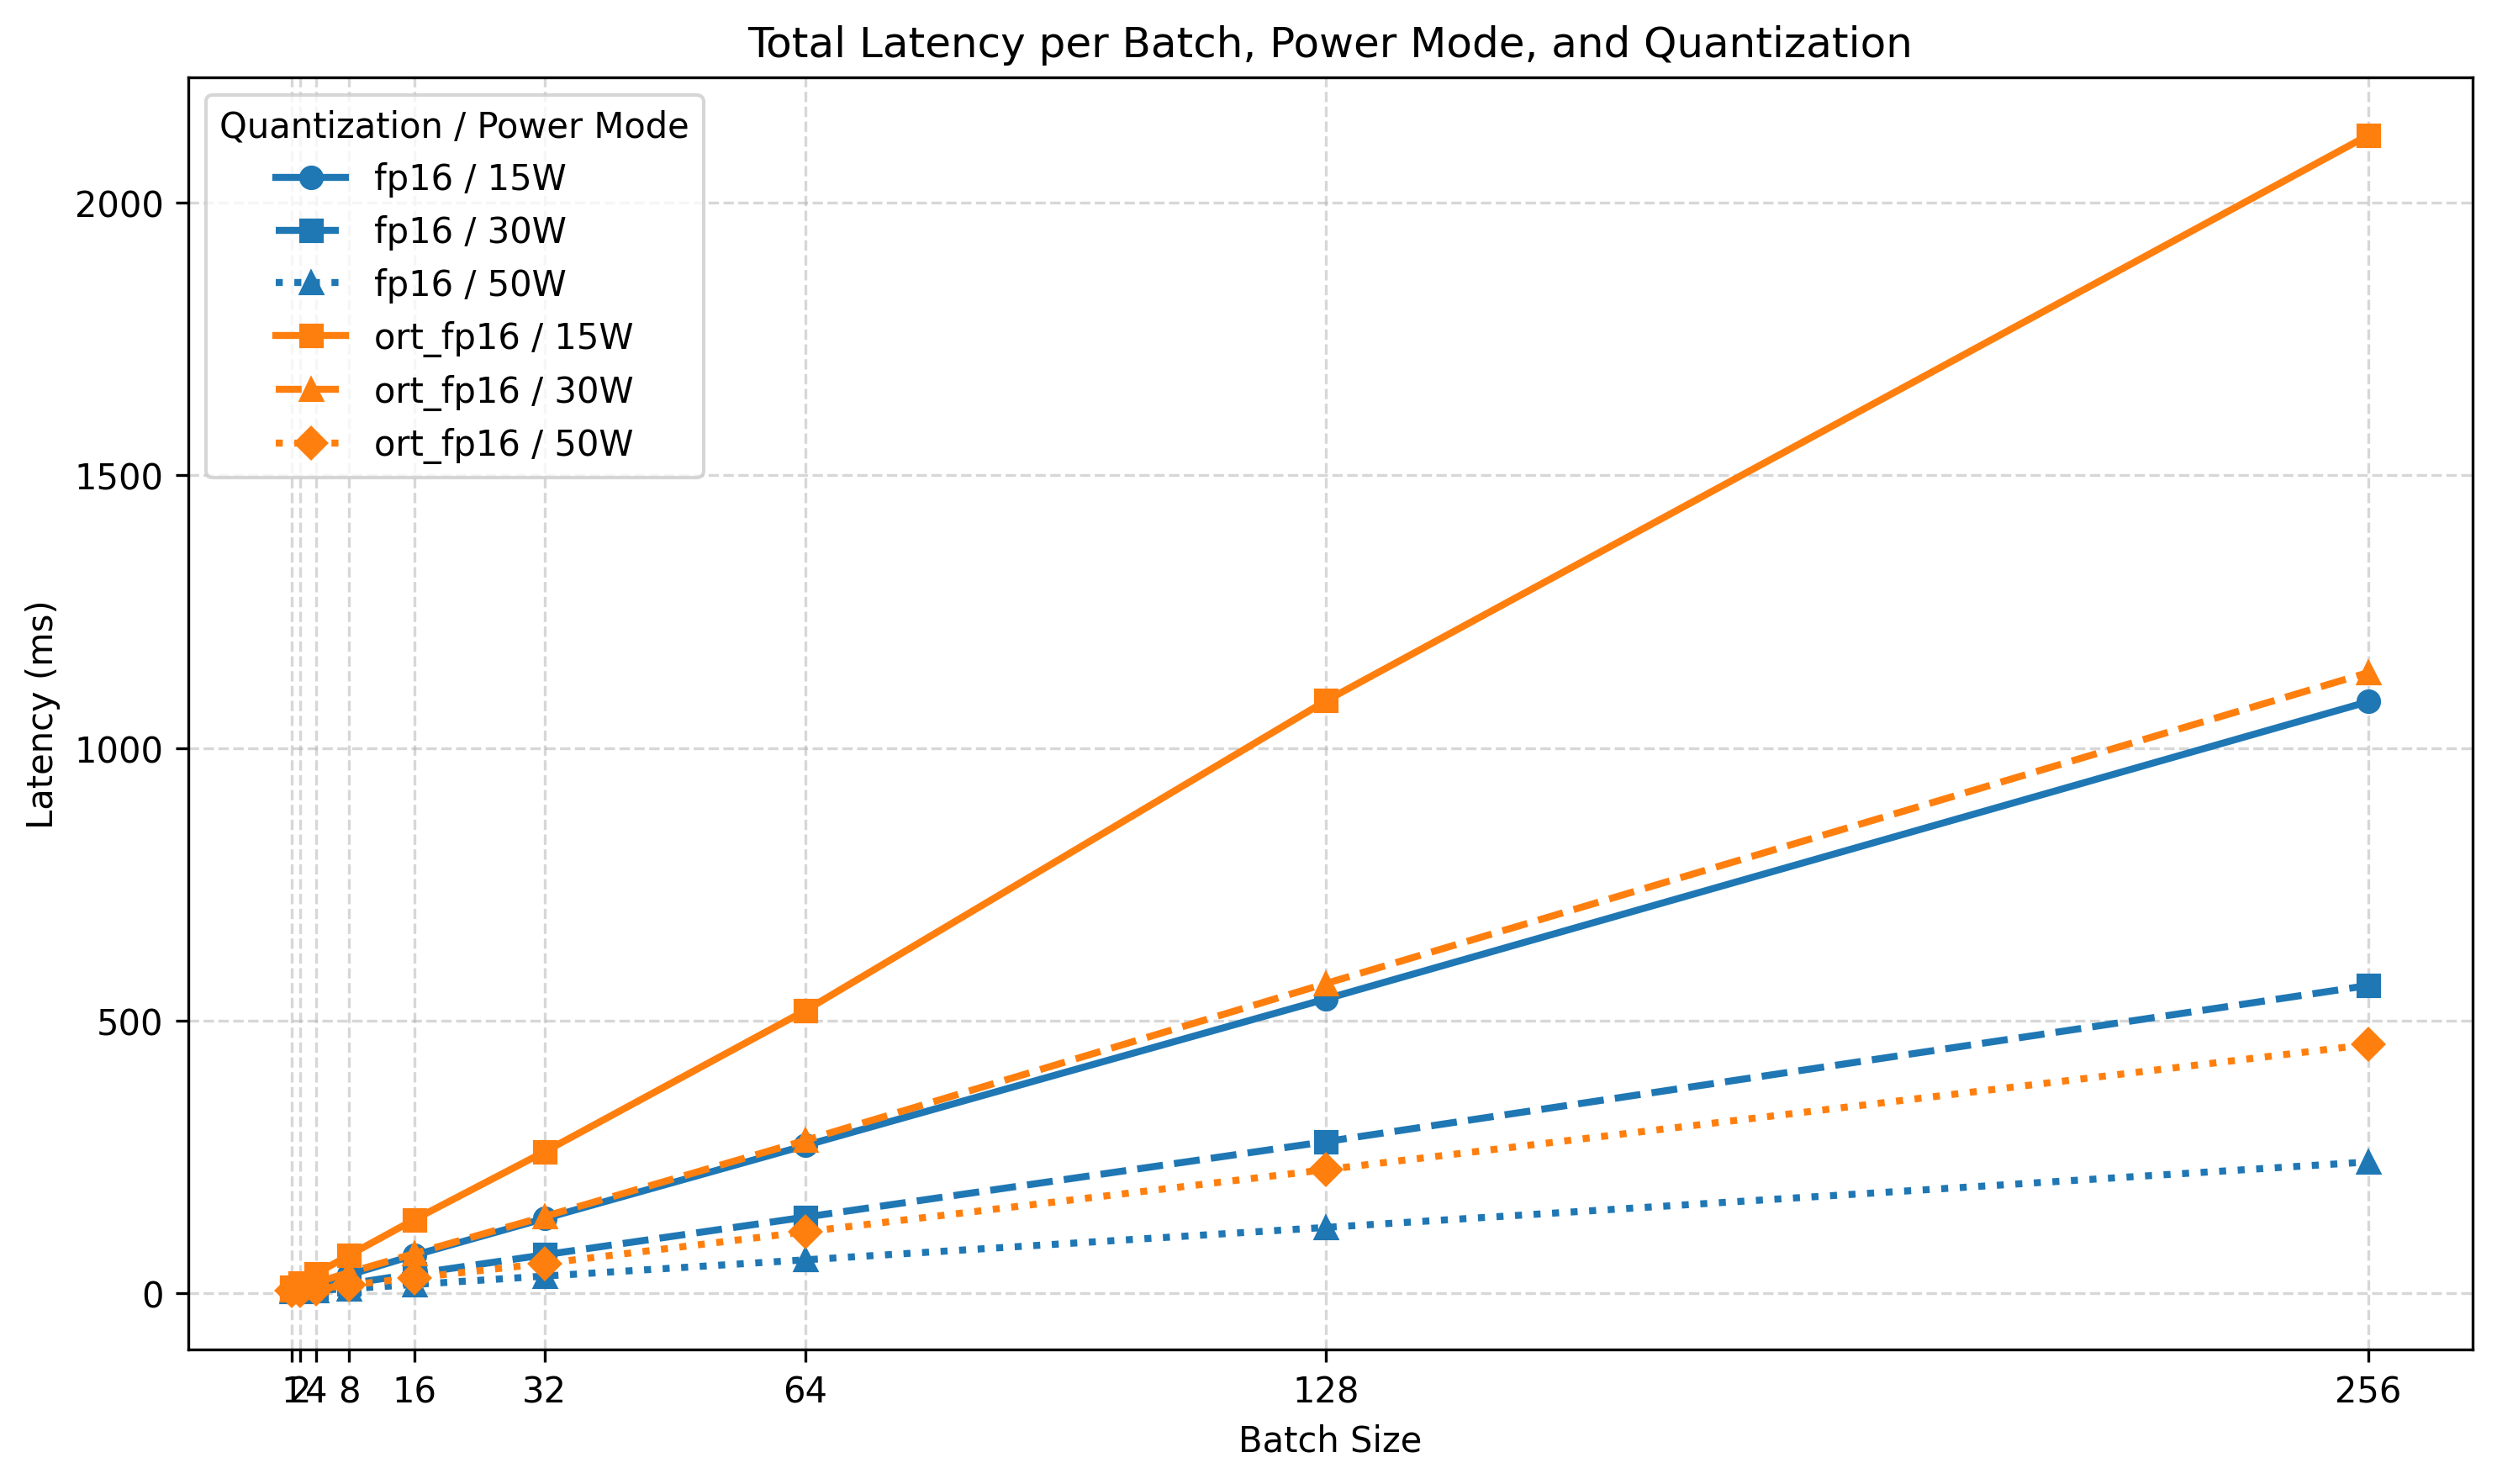 Total Latency per Batch, Power Mode, and Quantization
Quantization / Power Mode
fp16 / 15W
fp16 / 30W
fp16 / 50W
ort_fp16 / 15W
ort_fp16 / 30W
ort_fp16 / 50W
Latency (ms)
2000
1500
1000
500
0
1 2 4 8 16 32 64 128 256
Batch Size